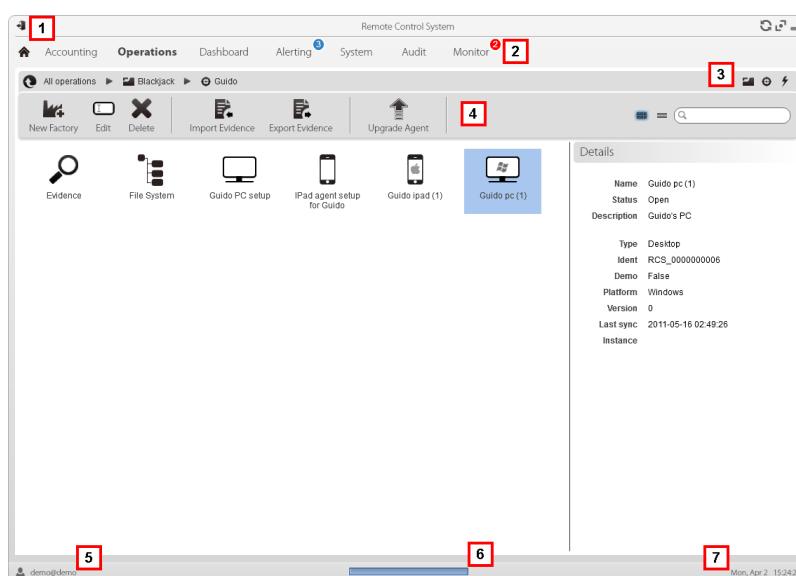 1
Remote Control System
Accounting Operations Dashboard Alerting 3 System Audit Monitor 2 2
All operations Blackjack Guido 3
New Factory Edit Delete Import Evidence Export Evidence Upgrade Agent 4
Evidence
File System
Guido PC setup
IPad agent setup
for Guido
Guido ipad (1)
Guido pc (1)
Details
Name Guido pc (1)
Status Open
Description Guido's PC
Type Desktop
Ident RCS_0000000006
Demo False
Platform Windows
Version 0
Last sync 2011-05-16 02:49:26
Instance
5
6
7
demo@demo
Mon, Apr 2 15:24:2